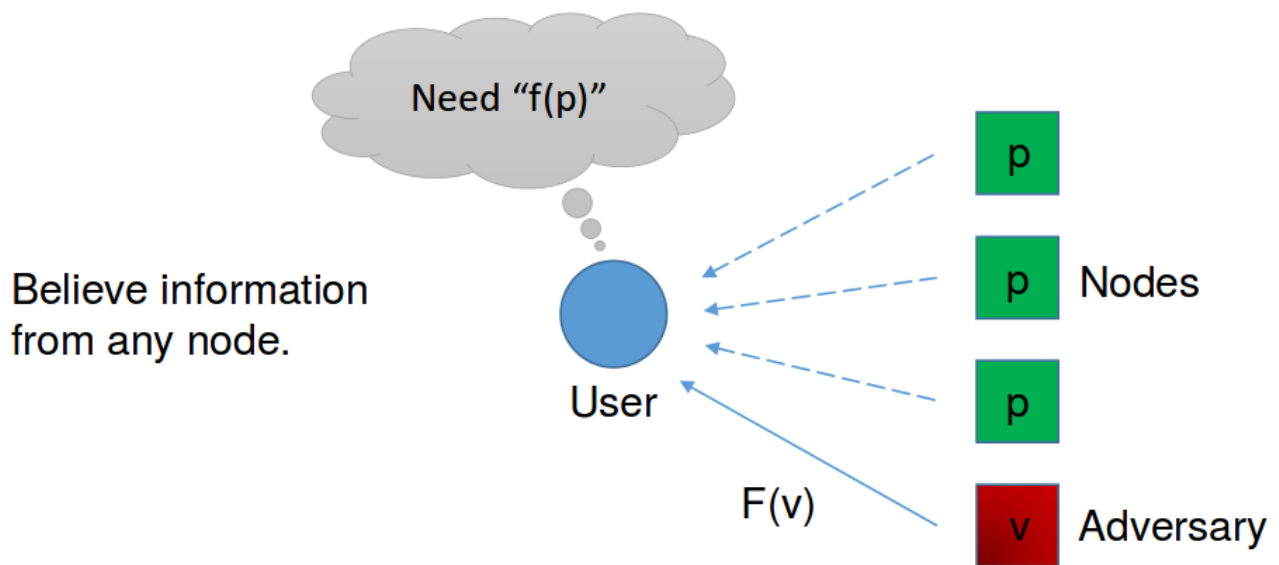 Need “f(p)”
p
p
Nodes
Believe information
from any node.
p
User
F(v)
v
Adversary